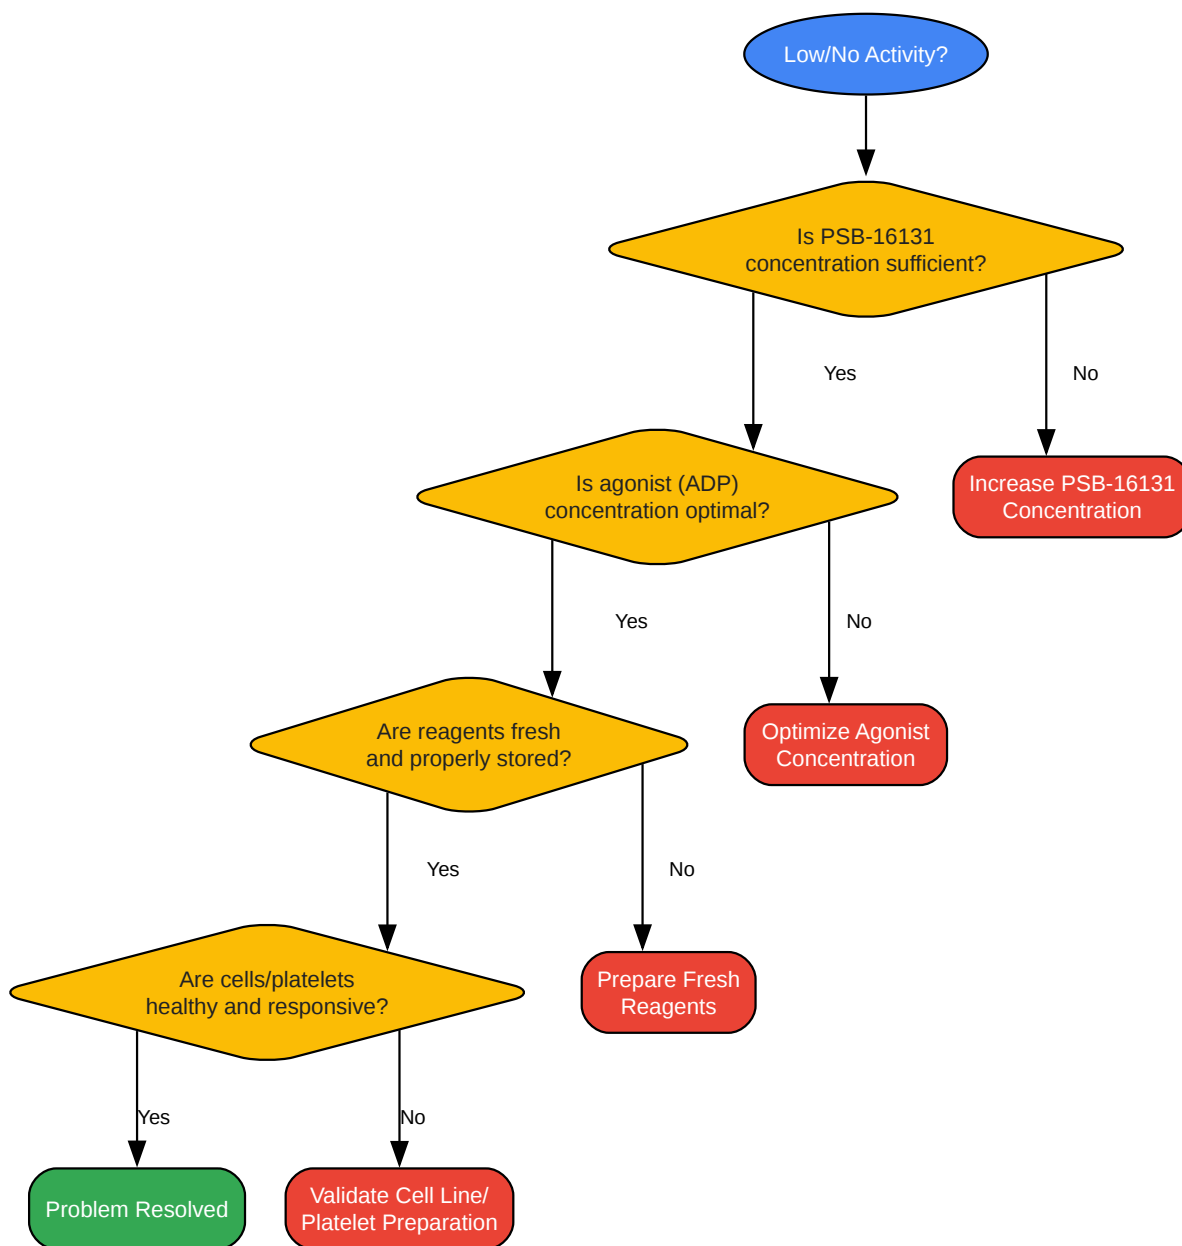 Low/No Activity?
Is PSB-16131
concentration sufficient?
Yes
No
Is agonist (ADP)
concentration optimal?
Increase PSB-16131
Concentration
Yes
No
Are reagents fresh
and properly stored?
Optimize Agonist
Concentration
Yes
No
Are cells/platelets
healthy and responsive?
Prepare Fresh
Reagents
Yes
No
Problem Resolved
Validate Cell Line/
Platelet Preparation